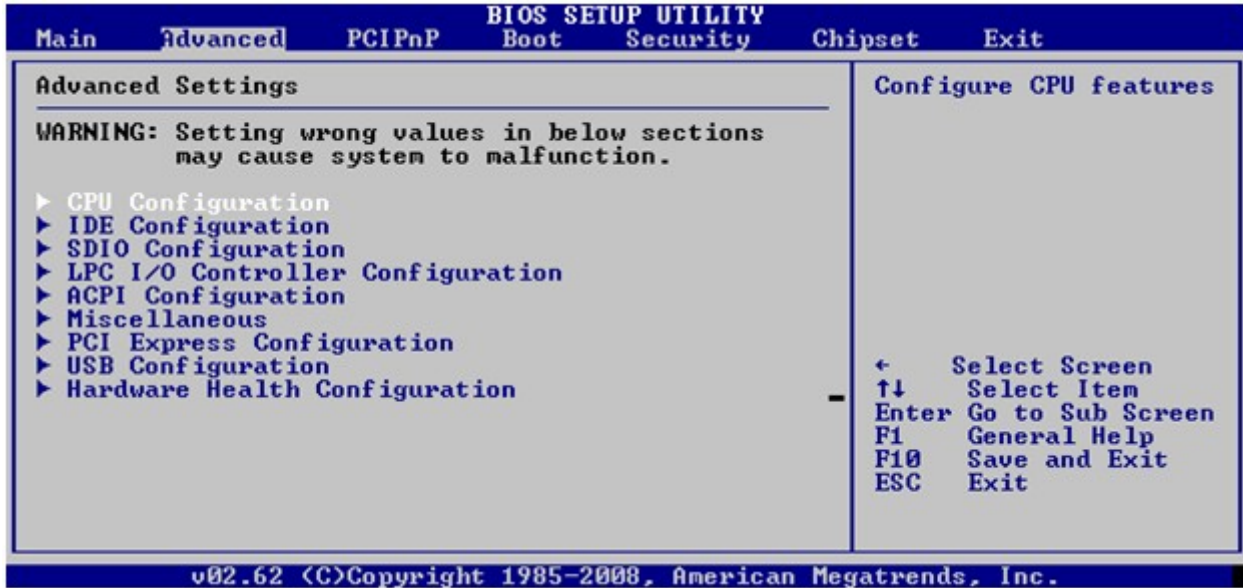 BIOS SETUP UTILITY
Main Advanced PCIPnP Boot Security Chipset Exit
Advanced Settings
WARNING: Setting wrong values in below sections
may cause system to malfunction.
► CPU Configuration
► IDE Configuration
► SDIO Configuration
► LPC I/O Controller Configuration
► ACPI Configuration
► Miscellaneous
► PCI Express Configuration
► USB Configuration
► Hardware Health Configuration
Configure CPU features
← Select Screen
↑↓ Select Item
Enter Go to Sub Screen
F1 General Help
F10 Save and Exit
ESC Exit
v02.62 (C)Copyright 1985-2008, American Megatrends, Inc.